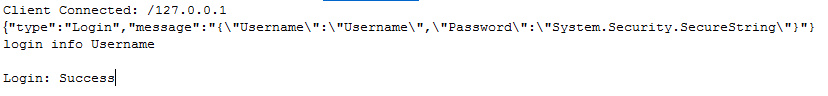 Client Connected: /127.0.0.1
{"type":"Login","message":"{\"Username\":\"Username\",\"Password\":\"System.Security.SecureString\"}"}
login info Username
Login: Success